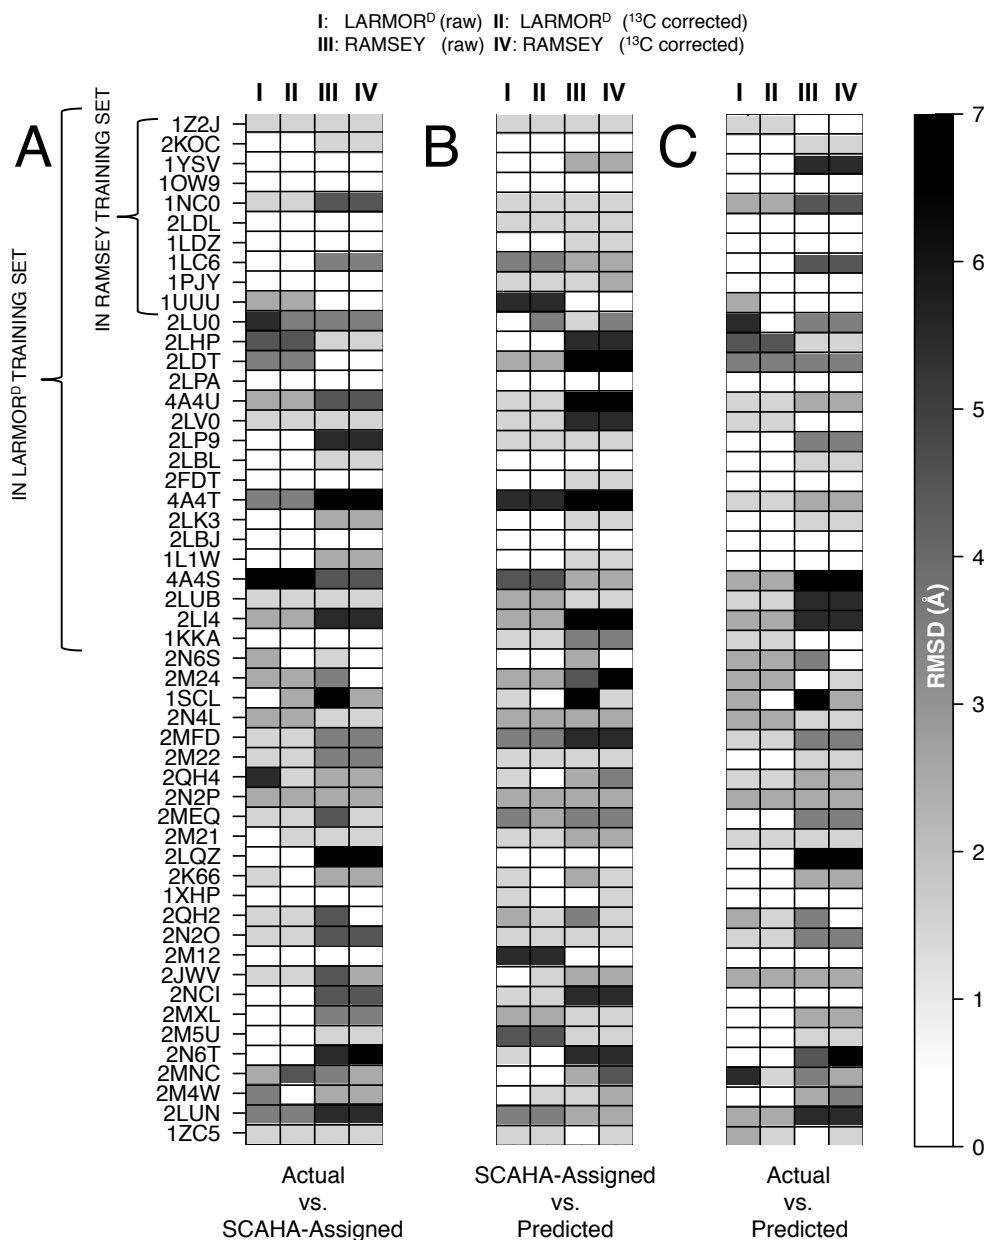 I: LARMORᴰ (raw) II: LARMORᴰ (¹³C corrected)
III: RAMSEY (raw) IV: RAMSEY (¹³C corrected)
I II III IV
I II III IV
I II III IV
A
B
C
IN LARMORᴰ TRAINING SET
IN RAMSEY TRAINING SET
1Z2J
2KOC
1YSV
1OW9
1NC0
2LDL
1LDZ
1LC6
1PJY
1UUU
2LU0
2LHP
2LDT
2LPA
4A4U
2LV0
2LP9
2LBL
2FDT
4A4T
2LK3
2LBJ
1L1W
4A4S
2LUB
2LI4
1KKA
2N6S
2M24
1SCL
2N4L
2MFD
2M22
2QH4
2N2P
2MEQ
2M21
2LQZ
2K66
1XHP
2QH2
2N2O
2M12
2JWV
2NCI
2MXL
2M5U
2N6T
2MNC
2M4W
2LUN
1ZC5
Actual
vs.
SCAHA-Assigned
SCAHA-Assigned
vs.
Predicted
Actual
vs.
Predicted
7
6
5
4
3
2
1
0
RMSD (Å)